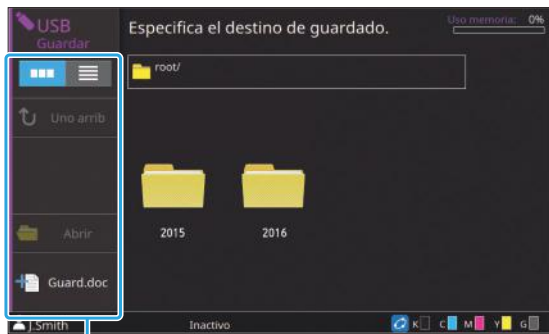 USB
Guardar
Especifica el destino de guardado.
Uso memoria: 0%
root/
Uno arrib
2015
2016
Abrir
Guard.doc
J.Smith
Inactivo
K C M Y G